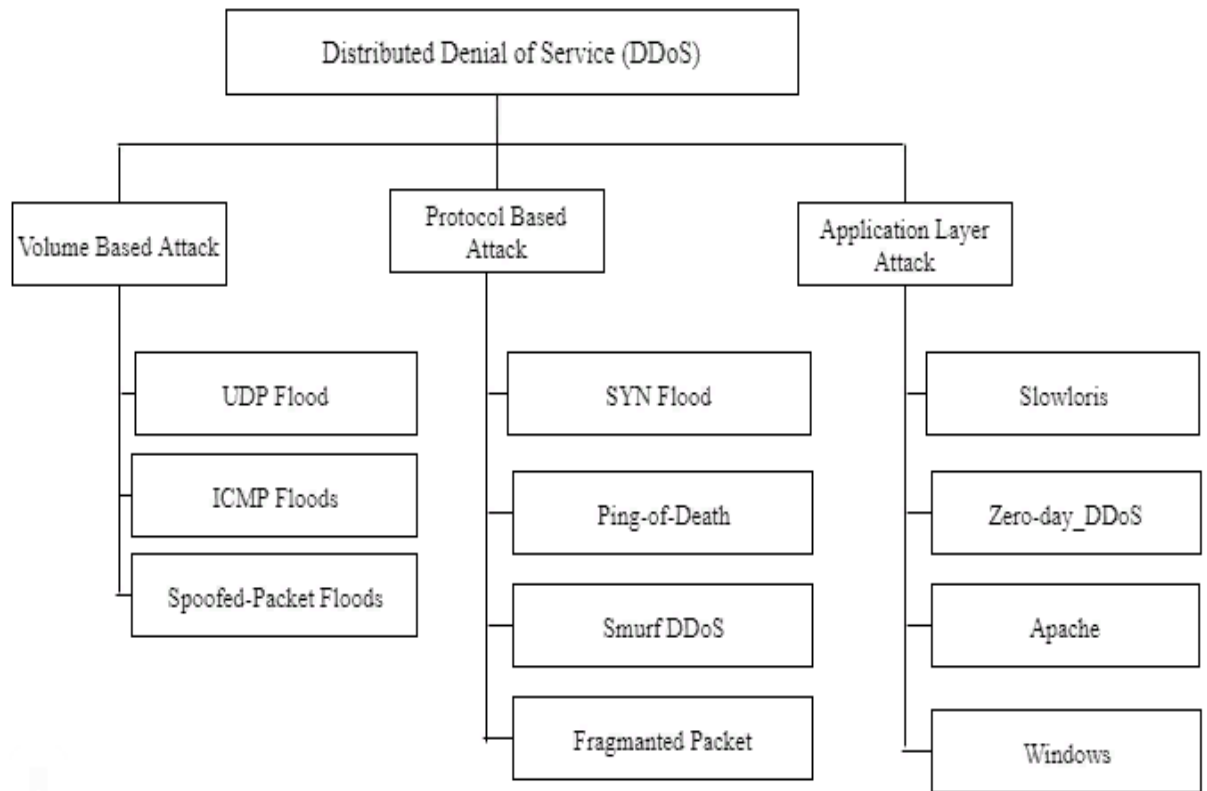 Distributed Denial of Service (DDoS)
Volume Based Attack
Protocol Based
Attack
Application Layer
Attack
UDP Flood
SYN Flood
Slowloris
ICMP Floods
Ping-of-Death
Zero-day_DDoS
Spoofed-Packet Floods
Smurf DDoS
Apache
Fragmanted Packet
Windows